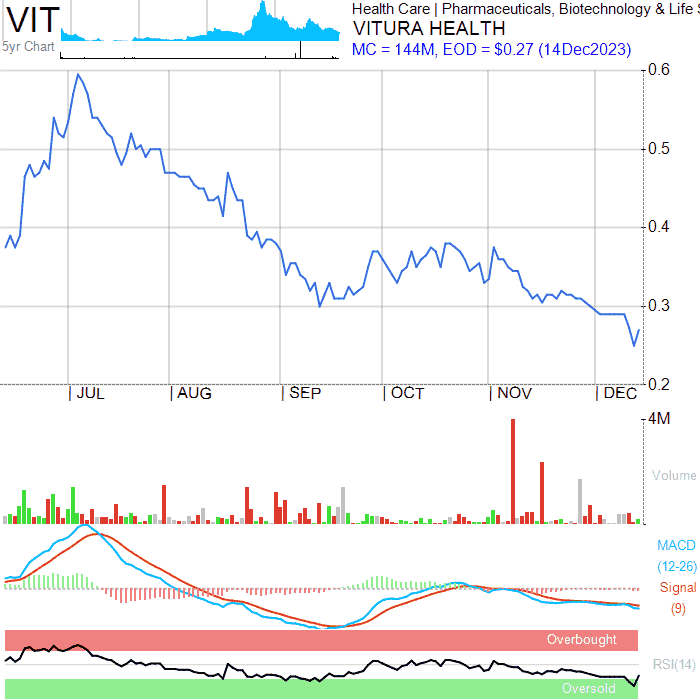 VIT
5yr Chart
Health Care | Pharmaceuticals, Biotechnology & Life S
VITURA HEALTH
MC = 144M, EOD = $0.27 (14Dec2023)
0.6
0.5
0.4
0.3
0.2
JUL AUG SEP OCT NOV DEC
4M
Volume
MACD
(12-26)
Signal
(9)
Overbought
RSI(14)
Oversold